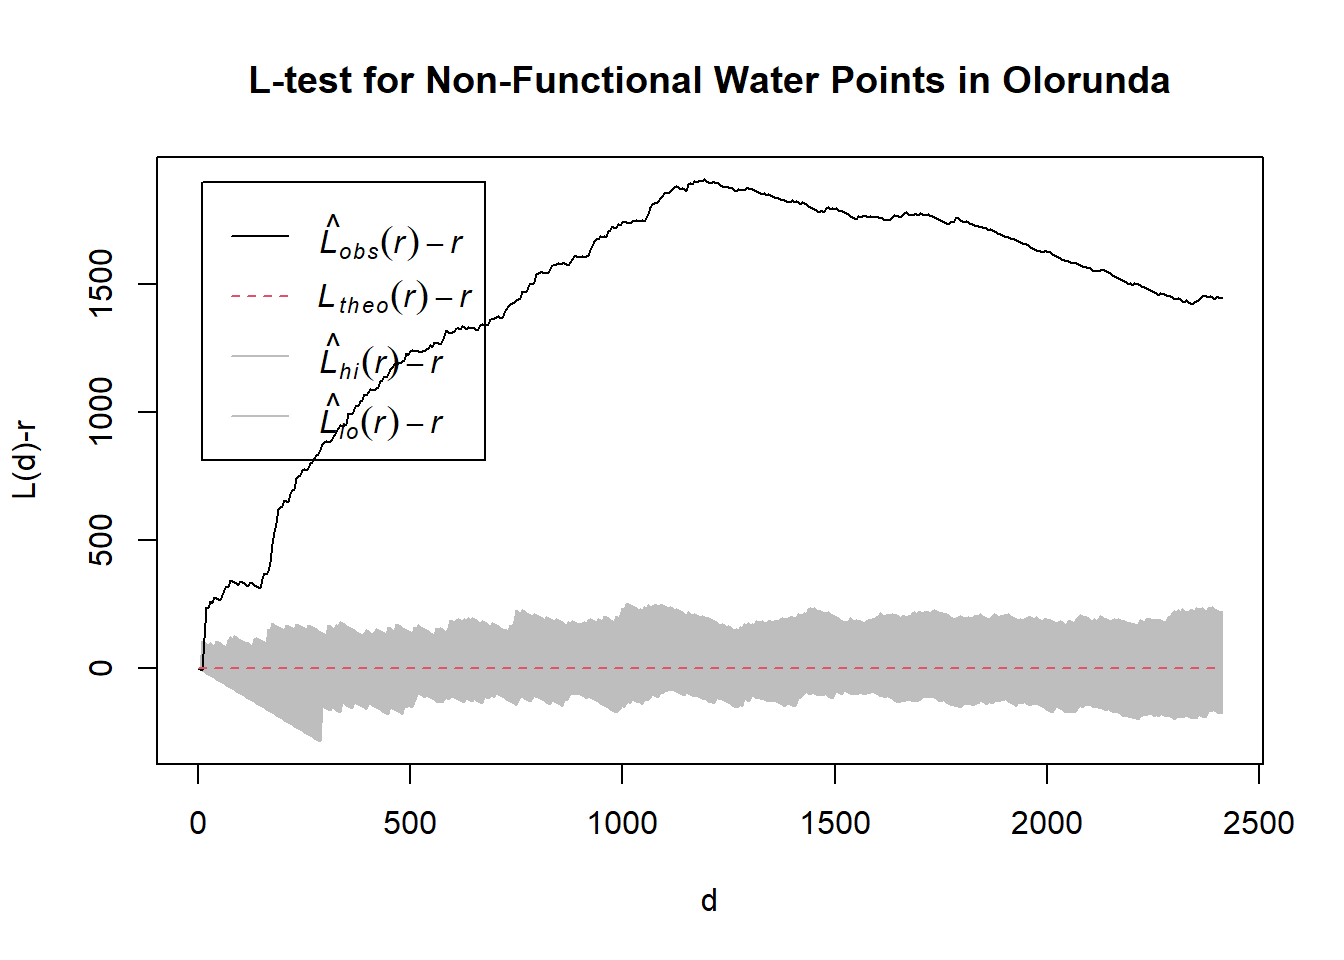 L-test for Non-Functional Water Points in Olorunda
L̂obs(r) – r
Ltheo(r) – r
L̂hi(r) – r
L̂lo(r) – r
L(d)-r
1500
1000
500
0
0 500 1000 1500 2000 2500
d